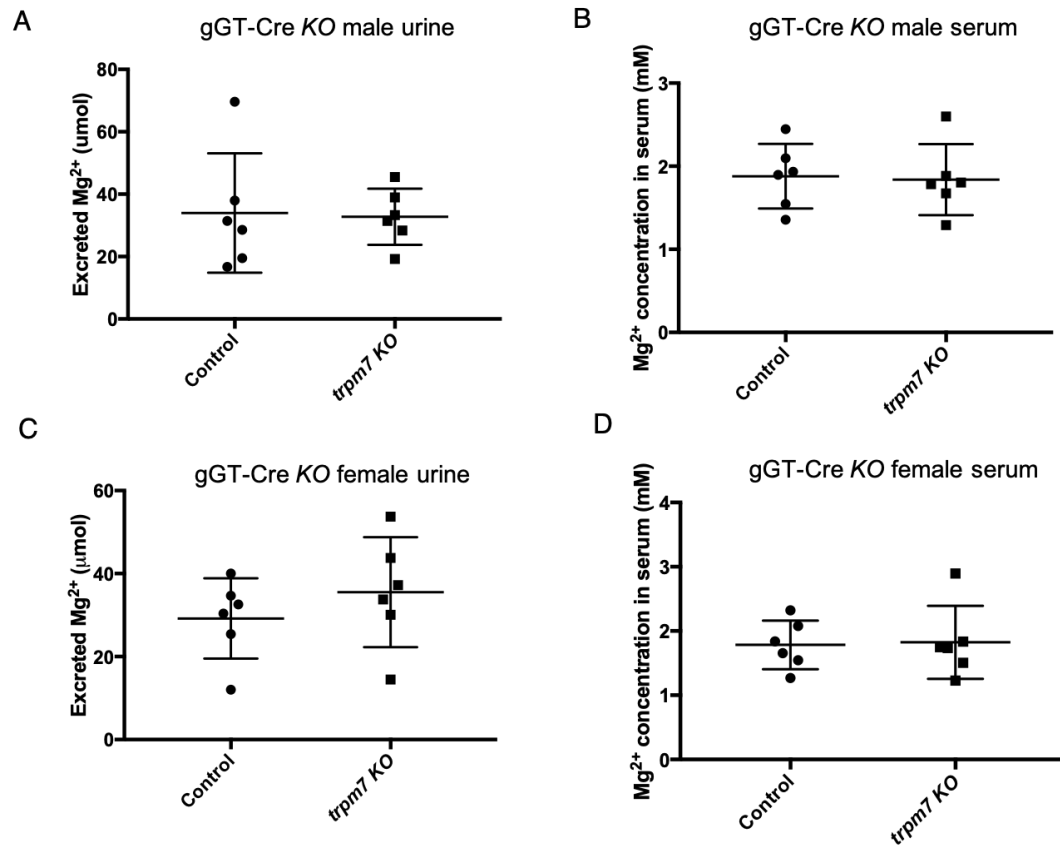 A
gGT-Cre KO male urine
Excreted Mg²⁺ (umol)
80
60
40
20
0
Control
trpm7 KO
B
gGT-Cre KO male serum
Mg²⁺ concentration in serum (mM)
3
2
1
0
Control
trpm7 KO
C
gGT-Cre KO female urine
Excreted Mg²⁺ (μmol)
60
40
20
0
Control
trpm7 KO
D
gGT-Cre KO female serum
Mg²⁺ concentration in serum (mM)
4
3
2
1
0
Control
trpm7 KO